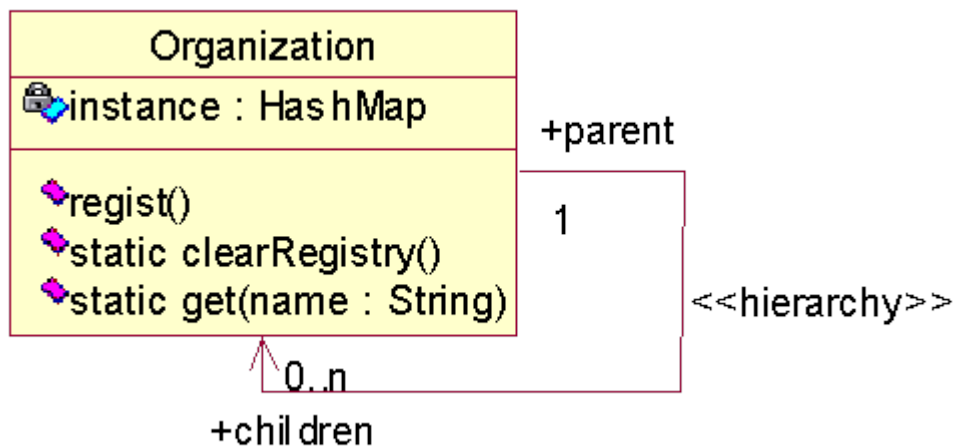 Organization
instance : HashMap
+parent
regist()
1
static clearRegistry()
static get(name : String)
<<hierarchy>>
0..n
+children